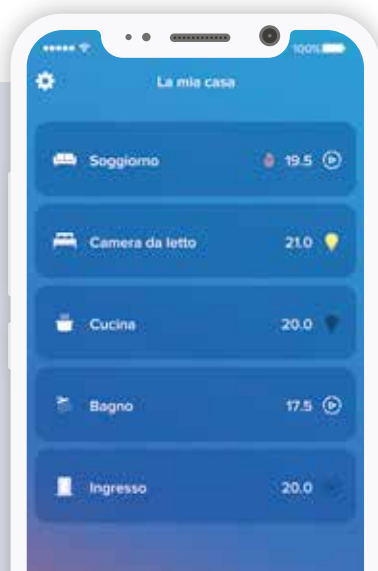 100%
La mia casa
Soggiorno 19.5
Camera da letto 21.0
Cucina 20.0
Bagno 17.5
Ingresso 20.0